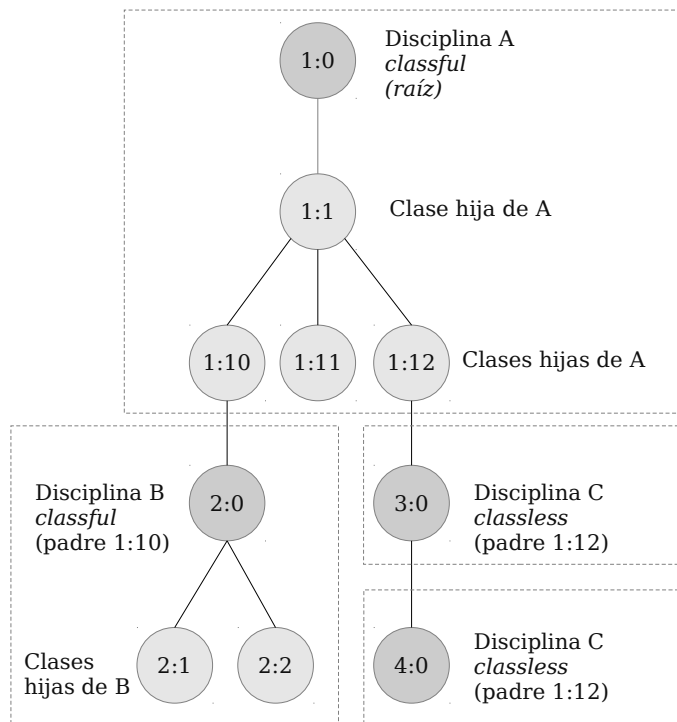 1:0
Disciplina A
classful
(raíz)
1:1
Clase hija de A
1:10
1:11
1:12
Clases hijas de A
Disciplina B
classful
(padre 1:10)
2:0
3:0
Disciplina C
classless
(padre 1:12)
Clases
hijas de B
2:1
2:2
4:0
Disciplina C
classless
(padre 1:12)